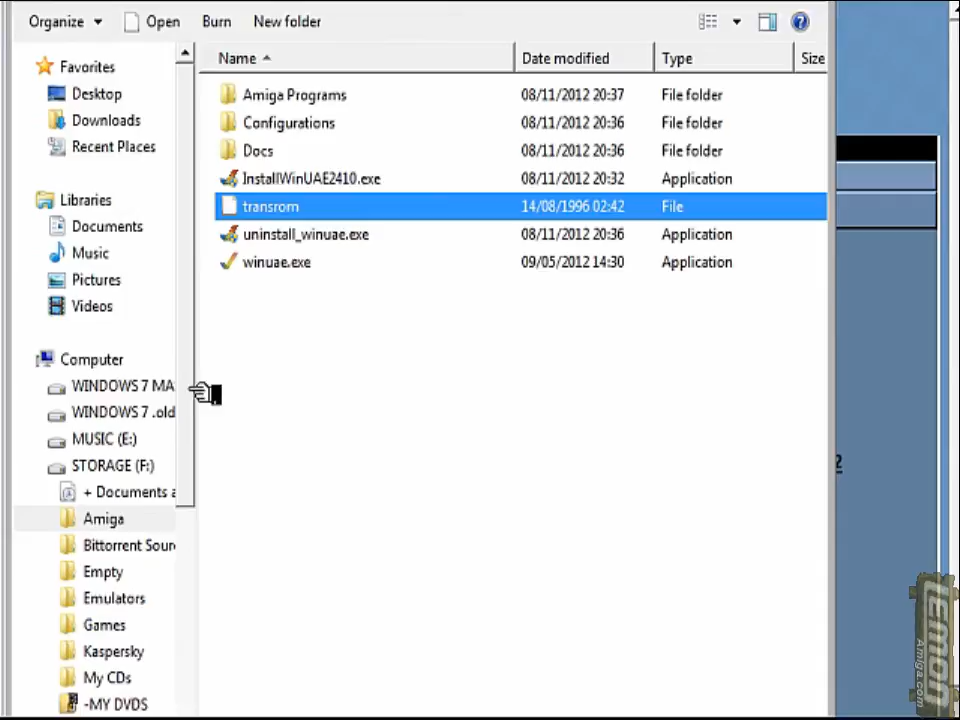 Organize Open Burn New folder
Name Date modified Type Size
Favorites
Desktop
Downloads
Recent Places
Libraries
Documents
Music
Pictures
Videos
Computer
WINDOWS 7 MA
WINDOWS 7 .old
MUSIC (E:)
STORAGE (F:)
+ Documents a
Amiga
Bittorrent Sour
Empty
Emulators
Games
Kaspersky
My CDs
-MY DVDS
Amiga Programs 08/11/2012 20:37 File folder
Configurations 08/11/2012 20:36 File folder
Docs 08/11/2012 20:36 File folder
InstallWinUAE2410.exe 08/11/2012 20:32 Application
transrom 14/08/1996 02:42 File
uninstall_winuae.exe 08/11/2012 20:36 Application
winuae.exe 09/05/2012 14:30 Application
2
LEMON
Amiga.com